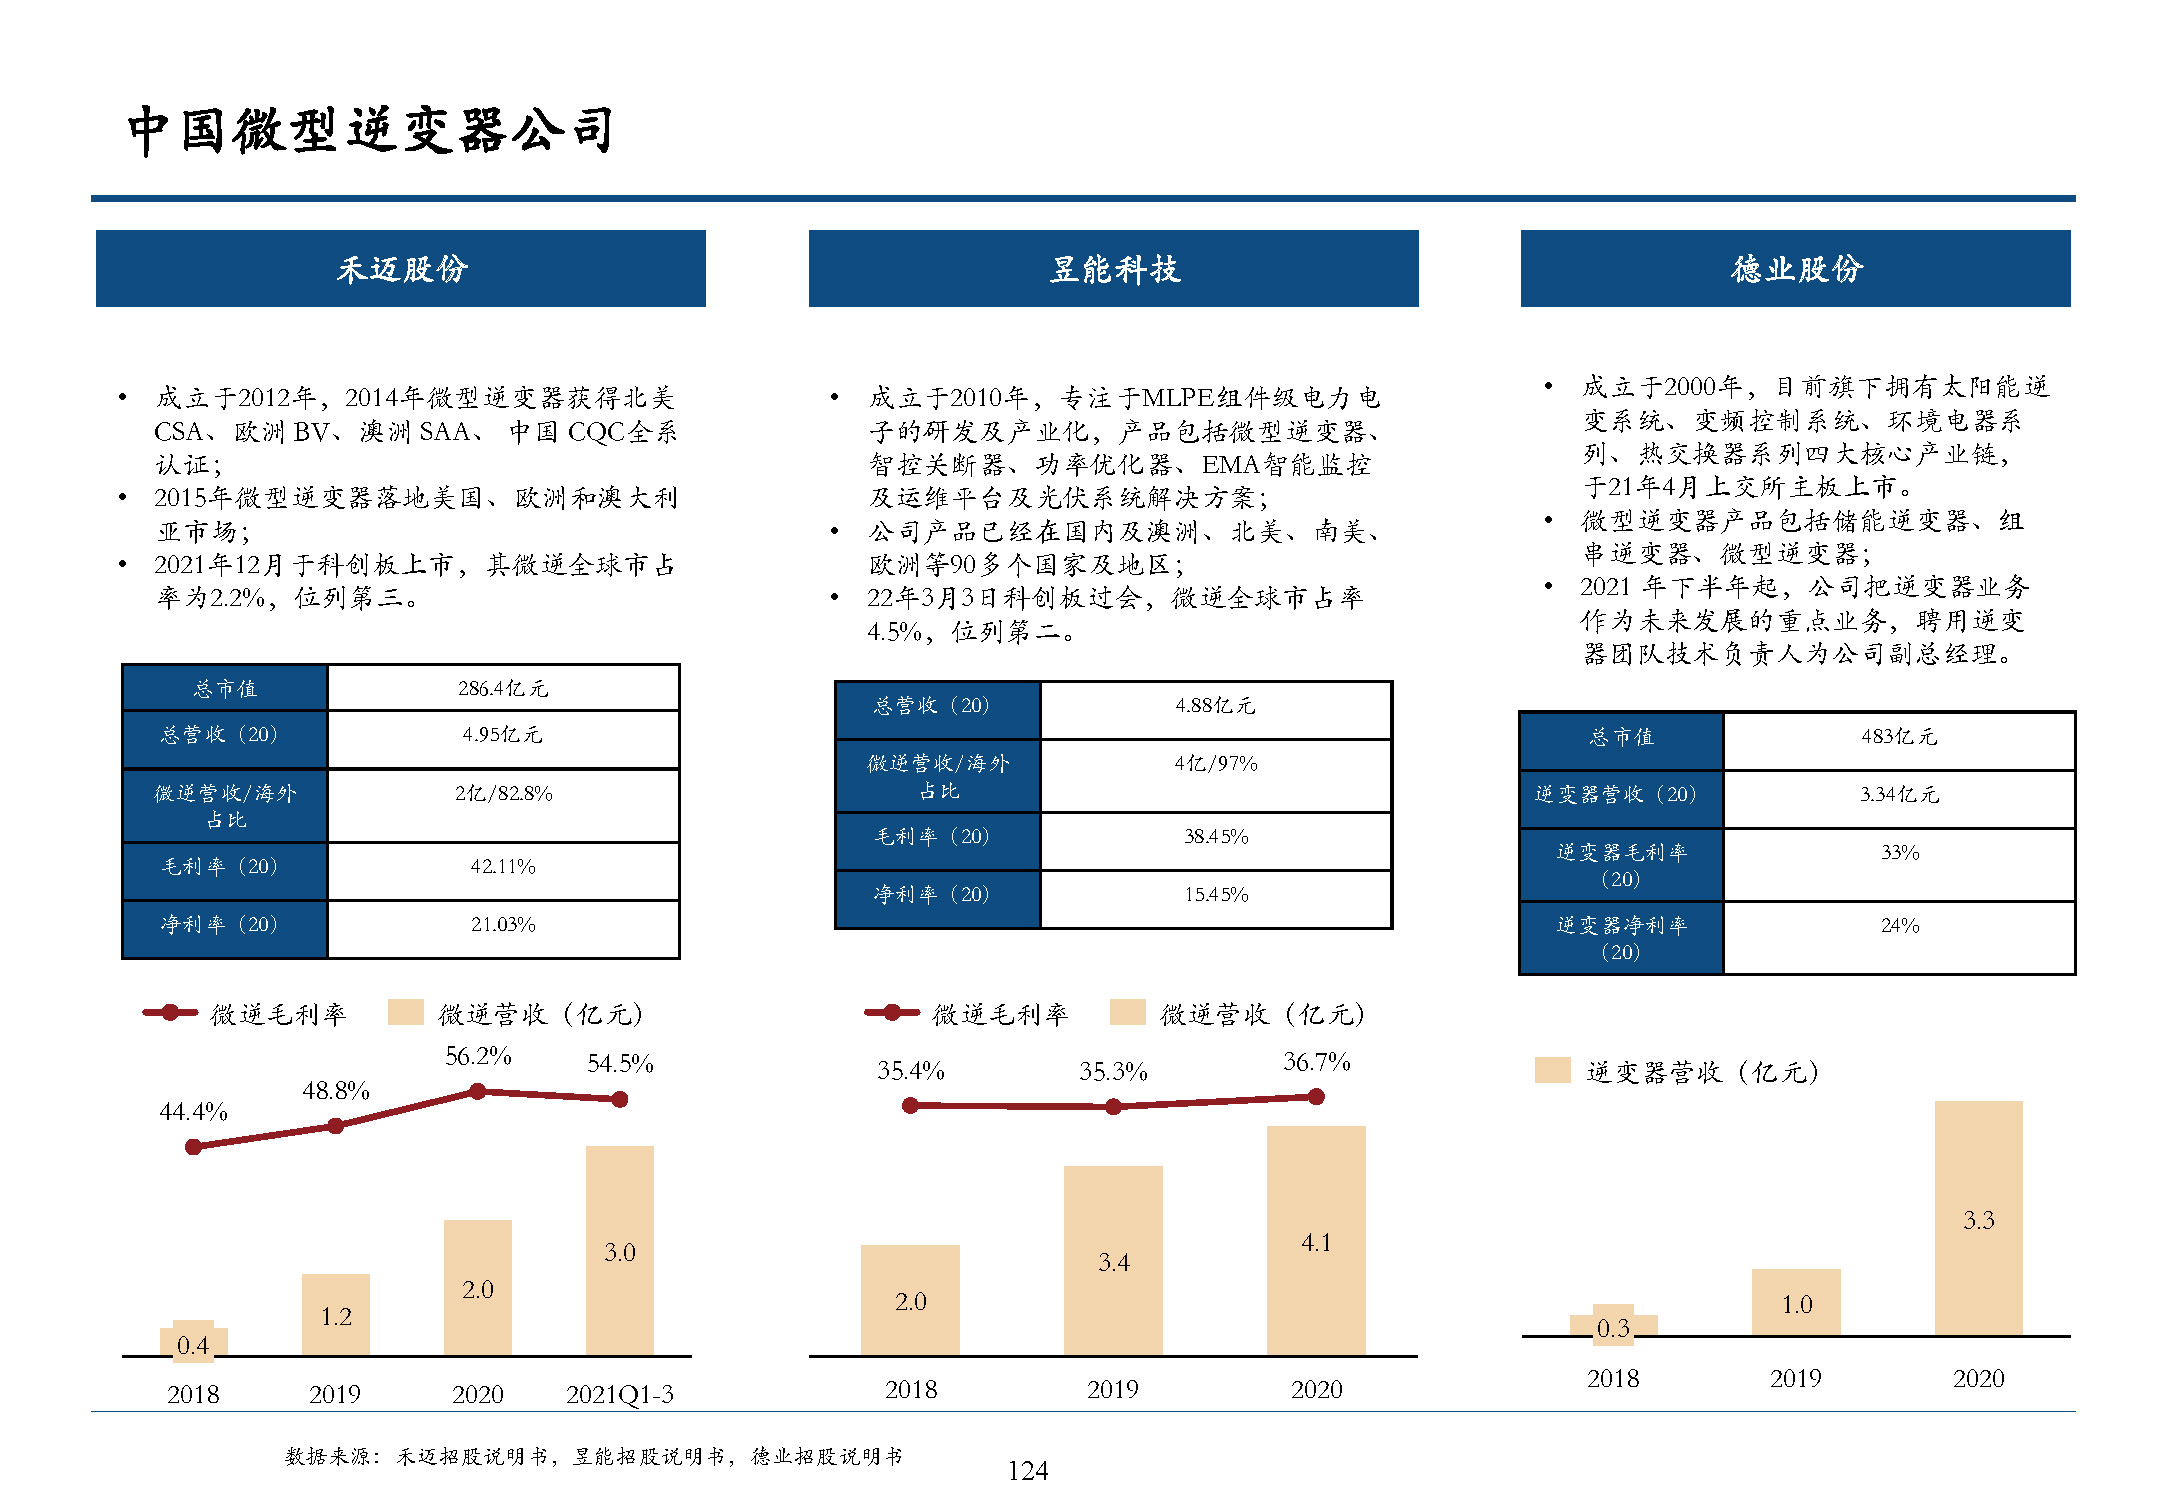 中国微型逆变器公司
禾迈股份
• 成立于2012年，2014年微型逆变器获得北美
CSA、欧洲 BV、澳洲 SAA、 中国 CQC全系
认证；
• 2015年微型逆变器落地美国、欧洲和澳大利
亚市场；
• 2021年12月于科创板上市，其微逆全球市占
率为2.2%，位列第三。
总市值 286.4亿元
总营收（20） 4.95亿元
微逆营收/海外 2亿/82.8%
占比
毛利率（20） 42.11%
净利率（20） 21.03%
微逆毛利率 微逆营收（亿元）
44.4% 48.8% 56.2% 54.5%
0.4 1.2 2.0 3.0
2018 2019 2020 2021Q1-3
昱能科技
• 成立于2010年，专注于MLPE组件级电力电
子的研发及产业化，产品包括微型逆变器、
智控关断器、功率优化器、EMA智能监控
及运维平台及光伏系统解决方案；
• 公司产品已经在国内及澳洲、北美、南美、
欧洲等90多个国家及地区；
• 22年3月3日科创板过会，微逆全球市占率
4.5%，位列第二。
总营收（20） 4.88亿元
微逆营收/海外 4亿/97%
占比
毛利率（20） 38.45%
净利率（20） 15.45%
微逆毛利率 微逆营收（亿元）
35.4% 35.3% 36.7%
2.0 3.4 4.1
2018 2019 2020
德业股份
• 成立于2000年，目前旗下拥有太阳能逆
变系统、变频控制系统、环境电器系
列、热交换器系列四大核心产业链，
于21年4月上交所主板上市。
• 微型逆变器产品包括储能逆变器、组
串逆变器、微型逆变器；
• 2021 年下半年起，公司把逆变器业务
作为未来发展的重点业务，聘用逆变
器团队技术负责人为公司副总经理。
总市值 483亿元
逆变器营收（20） 3.34亿元
逆变器毛利率 33%
（20）
逆变器净利率 24%
（20）
逆变器营收（亿元）
0.3 1.0 3.3
2018 2019 2020
数据来源：禾迈招股说明书，昱能招股说明书，德业招股说明书
124